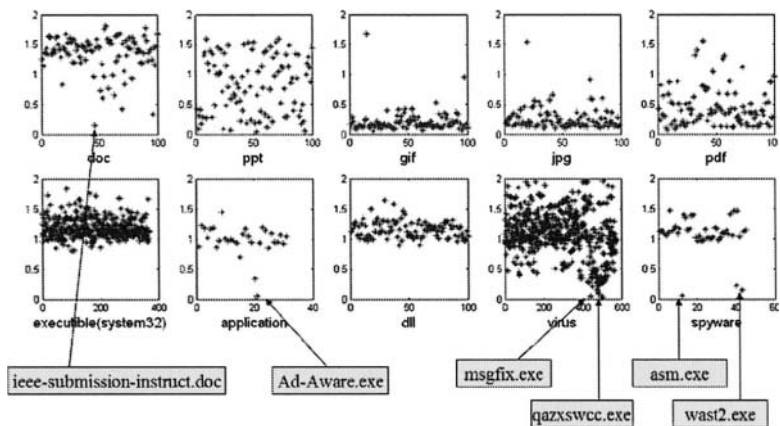 2 2 2 2 2
1.5 1.5 1.5 1.5 1.5
1 1 1 1 1
0.5 0.5 0.5 0.5 0.5
0 0 0 0 0
0 50 100 0 50 100 0 50 100 0 50 100 0 50 100
doc ppt gif jpg pdf
2 2 2 2 2
1.5 1.5 1.5 1.5 1.5
1 1 1 1 1
0.5 0.5 0.5 0.5 0.5
0 0 0 0 0
0 200 400 0 20 40 0 50 100 0 200 400 600 0 20 40 60
executible(system32) application dll virus spyware
ieee-submission-instruct.doc Ad-Aware.exe msgfix.exe asm.exe
qazxswcc.exe wast2.exe